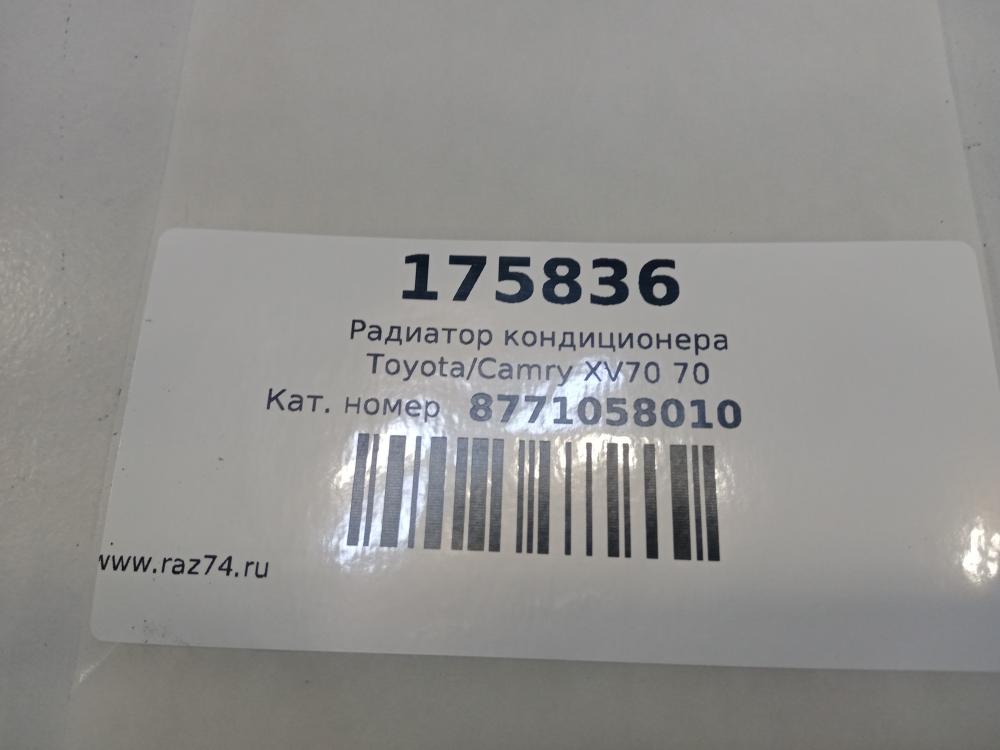 175836
Радиатор кондиционера
Toyota/Camry XV70 70
Кат. номер 8771058010
www.raz74.ru